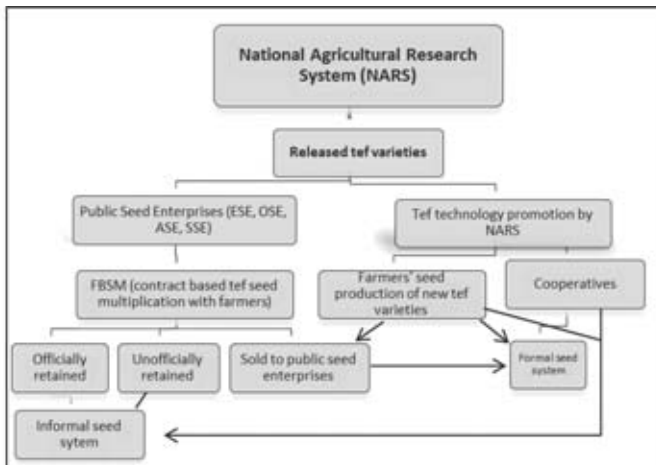 National Agricultural Research
System (NARS)
Released tef varieties
Public Seed Enterprises (ESE, OSE,
ASE, SSE)
Tef technology promotion by
NARS
FBSM (contract based tef seed
multiplication with farmers)
Farmers' seed
production of new tef
varieties
Cooperatives
Officially
retained
Unofficially
retained
Sold to public seed
enterprises
Formal seed
system
Informal seed
sytem